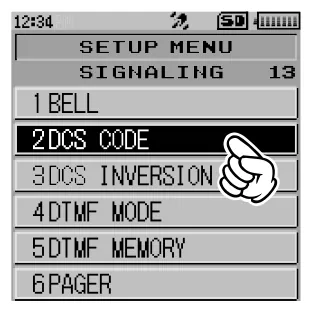 12:34 SD
SETUP MENU
SIGNALING 13
1 BELL
2 DCS CODE
3 DCS INVERSION
4 DTMF MODE
5 DTMF MEMORY
6 PAGER